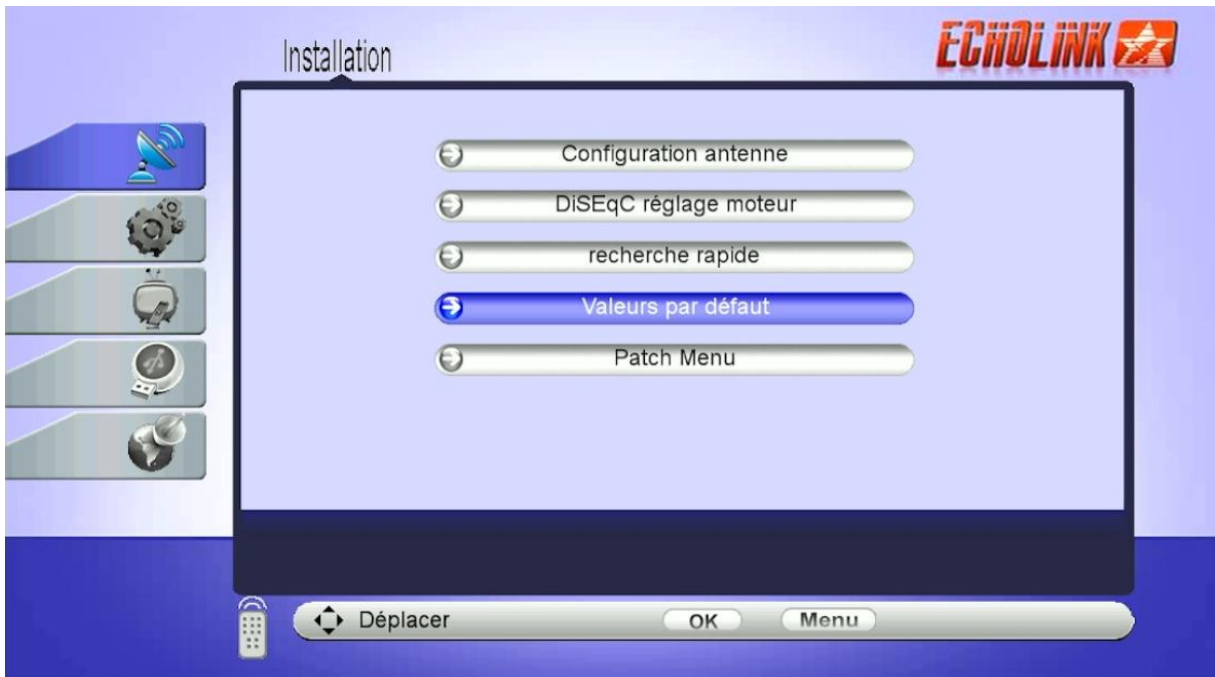 Installation
ECHOLINK
Configuration antenne
DiSEqC réglage moteur
recherche rapide
Valeurs par défaut
Patch Menu
Déplacer
OK
Menu